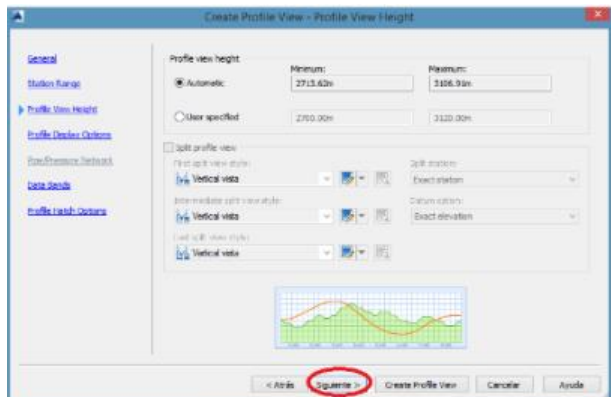 Create Profile View - Profile View Height
General
Station Range
Profile View Height
Profile Display Options
Pipe/Pressure Network
Data Bands
Profile Hatch Options
Profile view height
Minimum: Maximum:
Automatic 2713.62m 3106.91m
User specified 2700.00m 3120.00m
Split profile view
First split view style: Split station:
Vertical vista Exact station
Intermediate split view style: Datum option:
Vertical vista Exact elevation
Last split view style:
Vertical vista
< Atrás Siguiente > Create Profile View Cancelar Ayuda